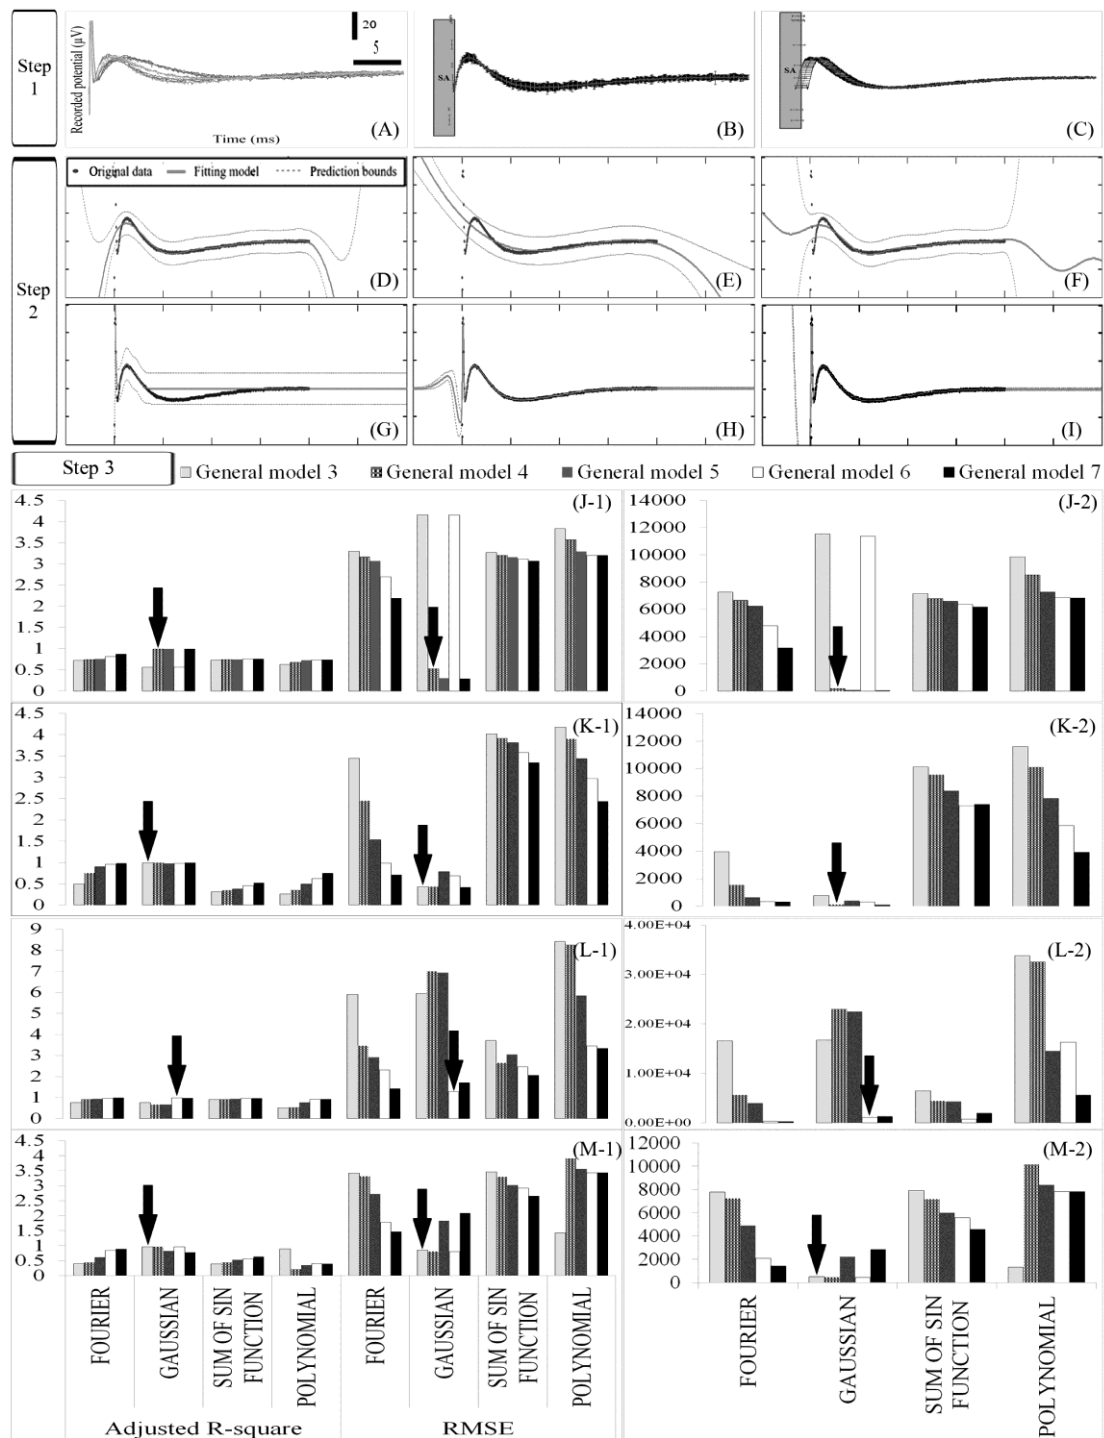 Step
1
Recorded potential (µV)
20
5
Time (ms)
(A)
SA
(B)
SA
(C)
Step
2
Original data
Fitting model
Prediction bounds
(D)
(E)
(F)
(G)
(H)
(I)
Step 3
General model 3
General model 4
General model 5
General model 6
General model 7
(J-1)
4.5
4
3.5
3
2.5
2
1.5
1
0.5
0
(J-2)
14000
12000
10000
8000
6000
4000
2000
0
(K-1)
4.5
4
3.5
3
2.5
2
1.5
1
0.5
0
(K-2)
14000
12000
10000
8000
6000
4000
2000
0
(L-1)
9
8
7
6
5
4
3
2
1
0
(L-2)
4.00E+04
3.00E+04
2.00E+04
1.00E+04
0.00E+00
(M-1)
4.5
4
3.5
3
2.5
2
1.5
1
0.5
0
(M-2)
12000
10000
8000
6000
4000
2000
0
FOURIER
GAUSSIAN
SUM OF SIN
FUNCTION
POLYNOMIAL
FOURIER
GAUSSIAN
SUM OF SIN
FUNCTION
POLYNOMIAL
Adjusted R-square
RMSE
FOURIER
GAUSSIAN
SUM OF SIN
FUNCTION
POLYNOMIAL